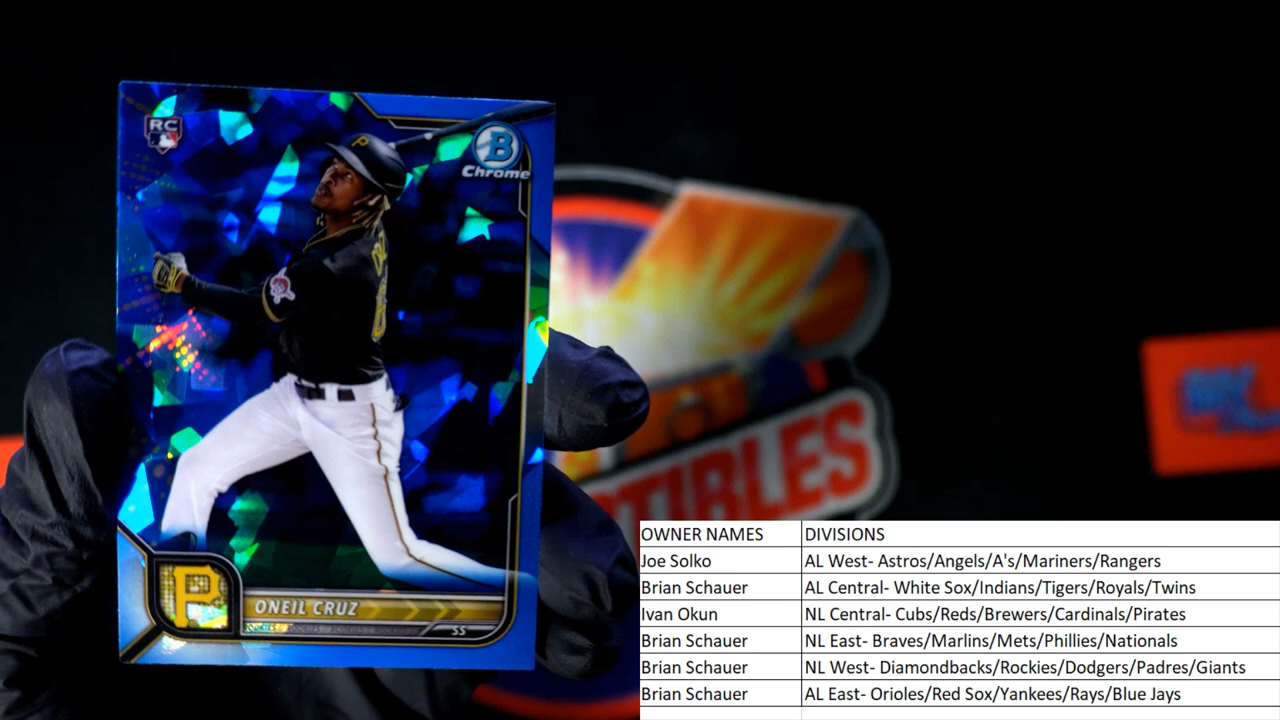 RC
P
B
Chrome
ONEIL CRUZ
SS
OWNER NAMES DIVISIONS
Joe Solko AL West- Astros/Angels/A's/Mariners/Rangers
Brian Schauer AL Central- White Sox/Indians/Tigers/Royals/Twins
Ivan Okun NL Central- Cubs/Reds/Brewers/Cardinals/Pirates
Brian Schauer NL East- Braves/Marlins/Mets/Phillies/Nationals
Brian Schauer NL West- Diamondbacks/Rockies/Dodgers/Padres/Giants
Brian Schauer AL East- Orioles/Red Sox/Yankees/Rays/Blue Jays